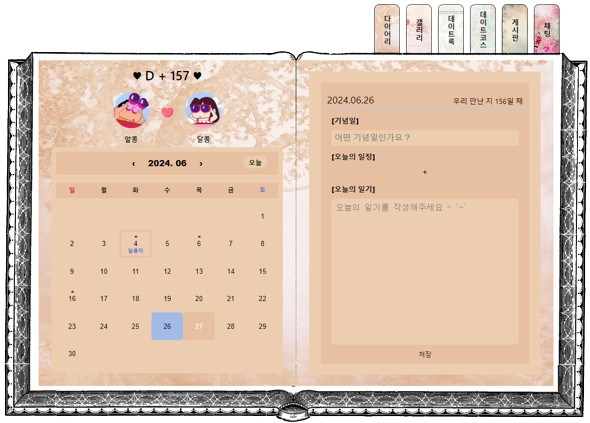 다이어리
갤러리
데이트룩
데이트코스
게시판
채팅
♥ D + 157 ♥
알콩
달콩
‹ 2024. 06 ›
오늘
일 월 화 수 목 금 토
1
2 3 4 5 6 7 8
9 10 11 12 13 14 15
16 17 18 19 20 21 22
23 24 25 26 27 28 29
30
2024.06.26
우리 만난 지 156일 째
[기념일]
어떤 기념일인가요?
[오늘의 일정]
+
[오늘의 일기]
오늘의 일기를 작성해주세요 ~ '-'
저장